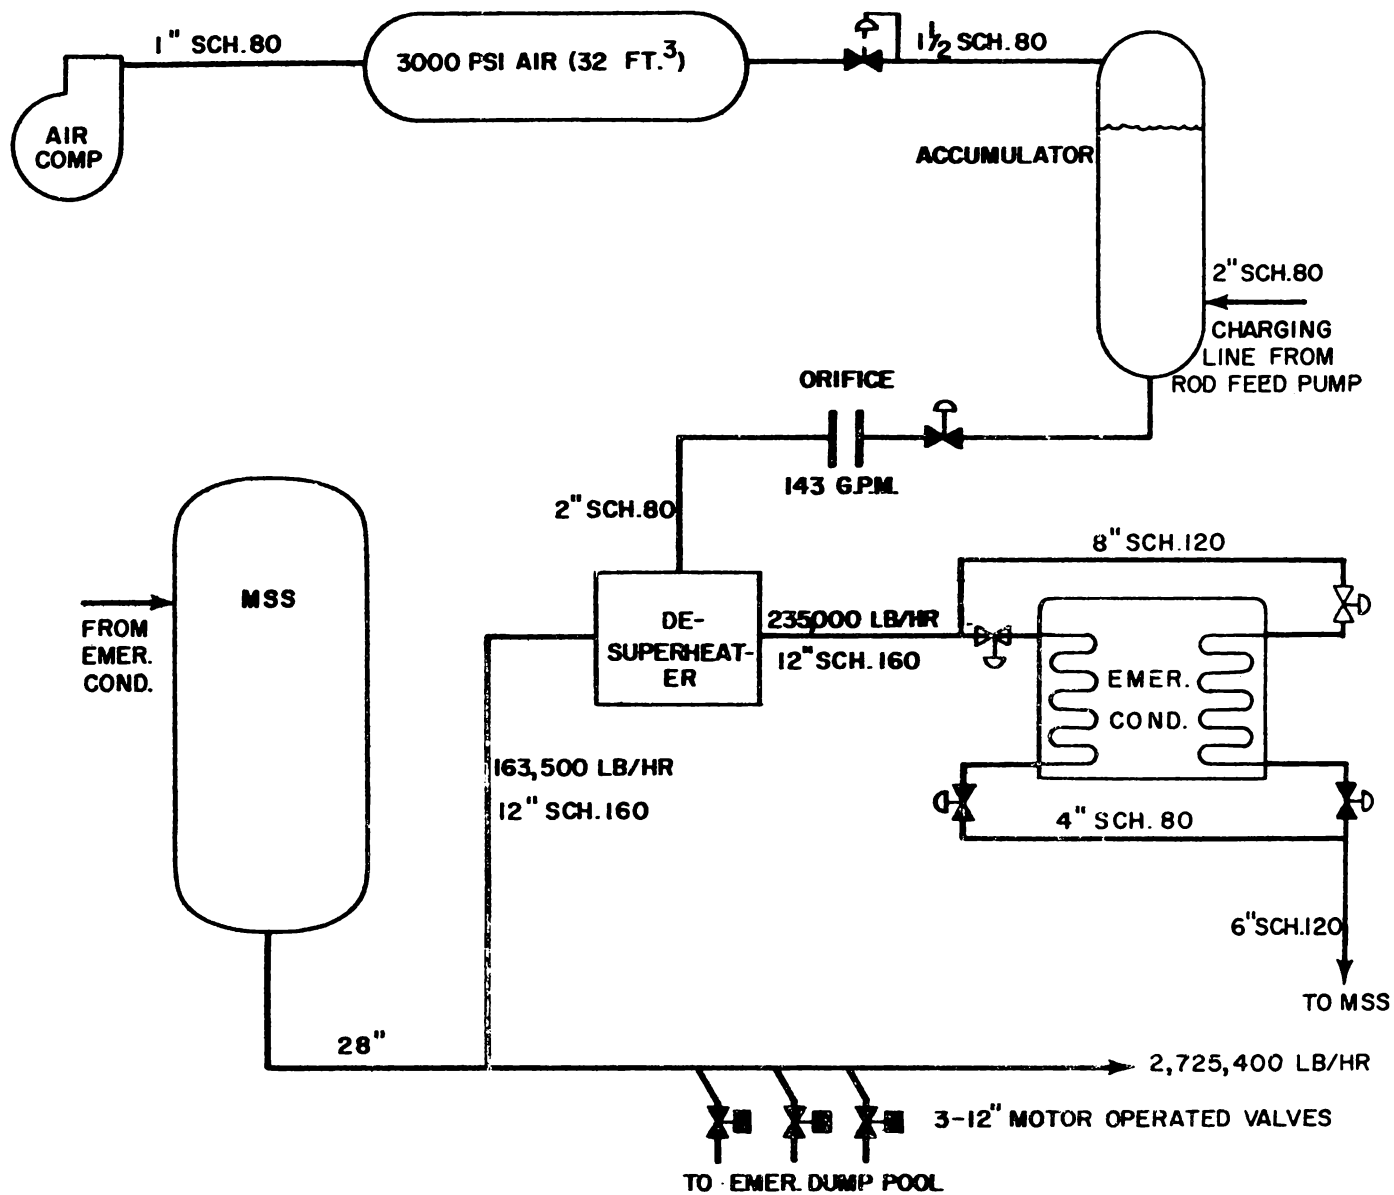 1" SCH.80
3000 PSI AIR (32 FT.³)
1½ SCH.80
AIR
COMP
ACCUMULATOR
2" SCH.80
CHARGING
LINE FROM
ROD FEED PUMP
ORIFICE
143 G.P.M.
2" SCH.80
8" SCH.120
MSS
FROM
EMER.
COND.
DE-
SUPERHEAT-
ER
235,000 LB/HR
12" SCH. 160
EMER.
COND.
163,500 LB/HR
12" SCH.160
4" SCH. 80
6" SCH.120
TO MSS
28"
2,725,400 LB/HR
3-12" MOTOR OPERATED VALVES
TO EMER. DUMP POOL